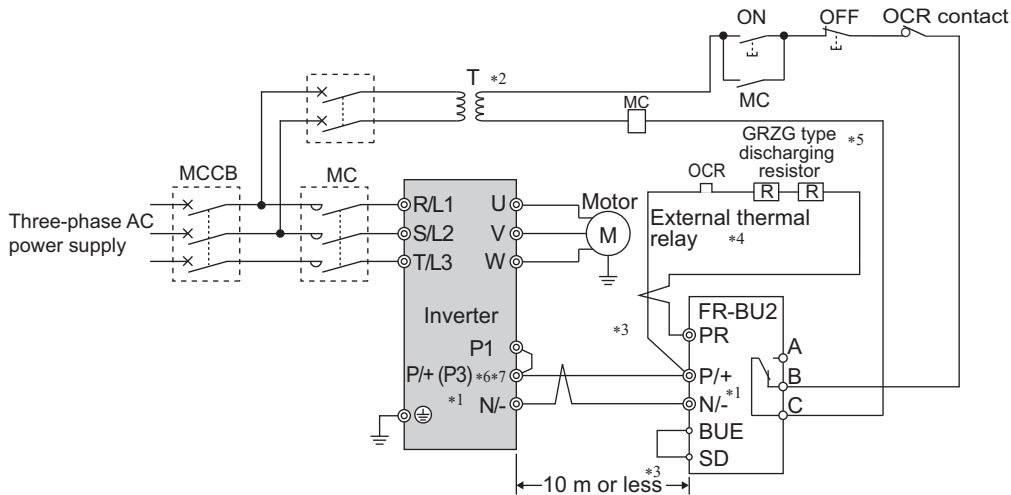 ON
OFF
OCR contact
T *2
MC
MC
GRZG type *5
discharging
resistor
OCR
R
R
MCCB
MC
Three-phase AC
power supply
R/L1
S/L2
T/L3
U
V
W
Motor
M
External thermal
relay *4
Inverter
P1
P/+ (P3) *6*7
*1
N/-
*3
FR-BU2
PR
P/+
*1
N/-
BUE
SD
A
B
C
*3
10 m or less